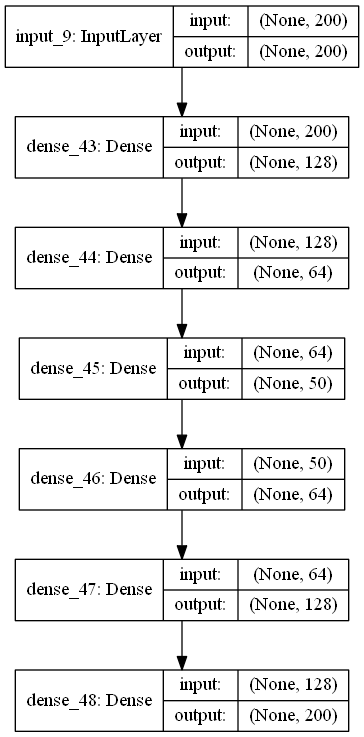 input_9: InputLayer input: (None, 200)
output: (None, 200)
dense_43: Dense input: (None, 200)
output: (None, 128)
dense_44: Dense input: (None, 128)
output: (None, 64)
dense_45: Dense input: (None, 64)
output: (None, 50)
dense_46: Dense input: (None, 50)
output: (None, 64)
dense_47: Dense input: (None, 64)
output: (None, 128)
dense_48: Dense input: (None, 128)
output: (None, 200)